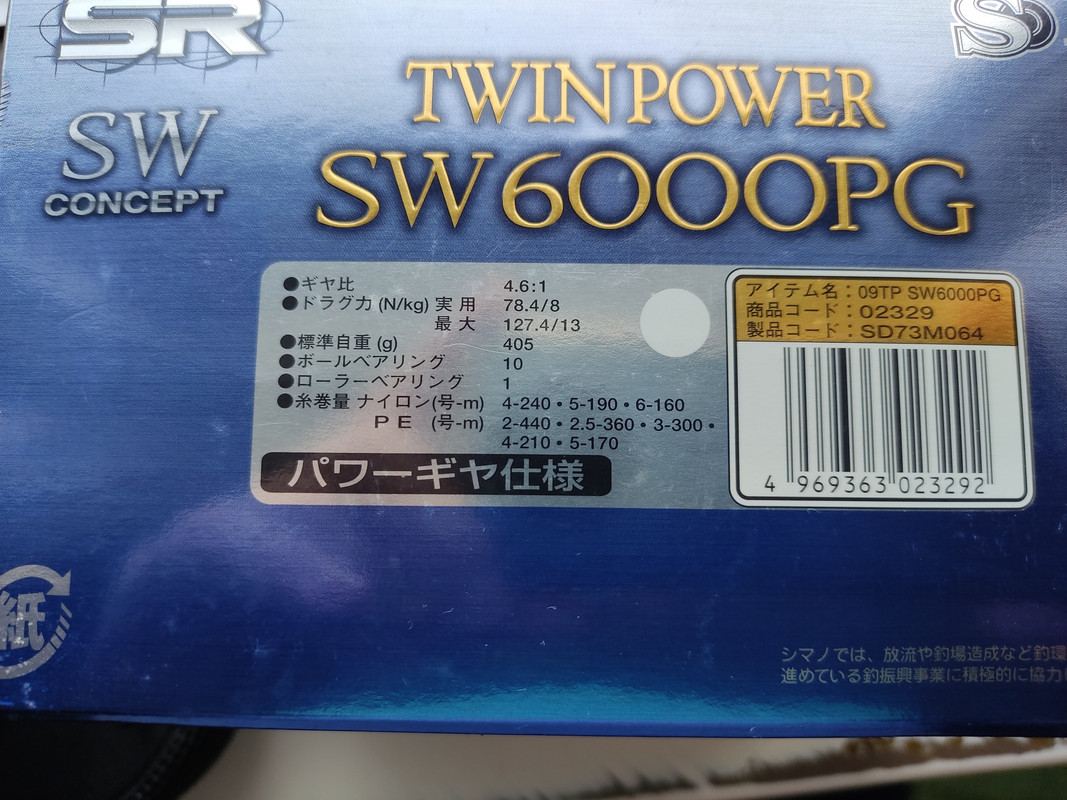 SR
SW
CONCEPT
TWINPOWER
SW6000PG
●ギヤ比 4.6:1
●ドラグ力 (N/kg) 実用 78.4/8
最大 127.4/13
●標準自重 (g) 405
●ボールベアリング 10
●ローラーベアリング 1
●糸巻量 ナイロン(号-m) 4-240・5-190・6-160
PE (号-m) 2-440・2.5-360・3-300・
4-210・5-170
パワーギヤ仕様
アイテム名：09TP SW6000PG
商品コード：02329
製品コード：SD73M064
4 969363 023292
紙
シマノでは、放流や釣場造成など釣環
進めている釣振興事業に積極的に協力